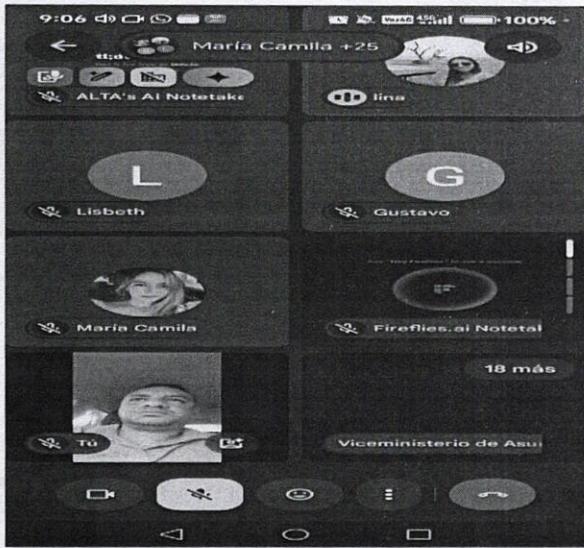 9:06
100%
María Camila +25
ALTA's AI Notetake
lina
L
G
Lisbeth
Gustavo
María Camila
Fireflies.ai Notetal
18 más
Tú
Viceministerio de Asu